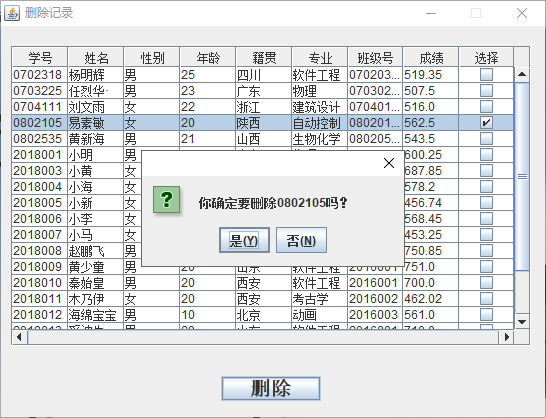 删除记录
学号 姓名 性别 年龄 籍贯 专业 班级号 成绩 选择
0702318 杨明辉 男 25 四川 软件工程 070203... 519.35
0703225 任烈华 男 23 广东 物理 070302... 507.5
0704111 刘文雨 女 22 浙江 建筑设计 070401... 516.0
0802105 易素敏 女 20 陕西 自动控制 080201... 562.5
0802535 黄新海 男 21 山西 生物化学 080205... 543.5
2018001 小明 600.25
2018003 小黄 687.85
2018004 小海 578.2
2018005 小新 456.74
2018006 小李 568.45
2018007 小马 453.25
2018008 赵鹏飞 750.85
你确定要删除0802105吗?
是(Y) 否(N)
2018009 黄少童 男 20 山东 软件工程 2016001 751.0
2018010 秦始皇 男 20 西安 软件工程 2016001 700.0
2018011 木乃伊 女 20 西安 考古学 2016002 462.02
2018012 海绵宝宝 男 10 北京 动画 2016003 561.0
删除